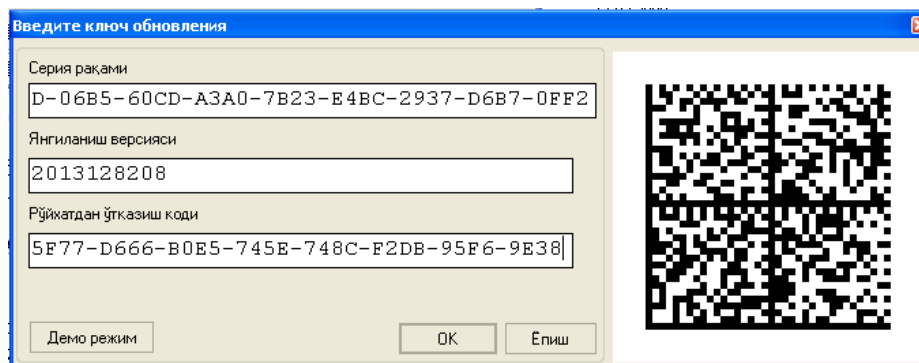 Введите ключ обновления
Серия рақами
D-06B5-60CD-A3A0-7B23-E4BC-2937-D6B7-0FF2
Янгиланиш версияси
2013128208
Рўйхатдан ўтказиш коди
5F77-D666-B0E5-745E-748C-F2DB-95F6-9E38
Демо режим
OK
Ёпиш